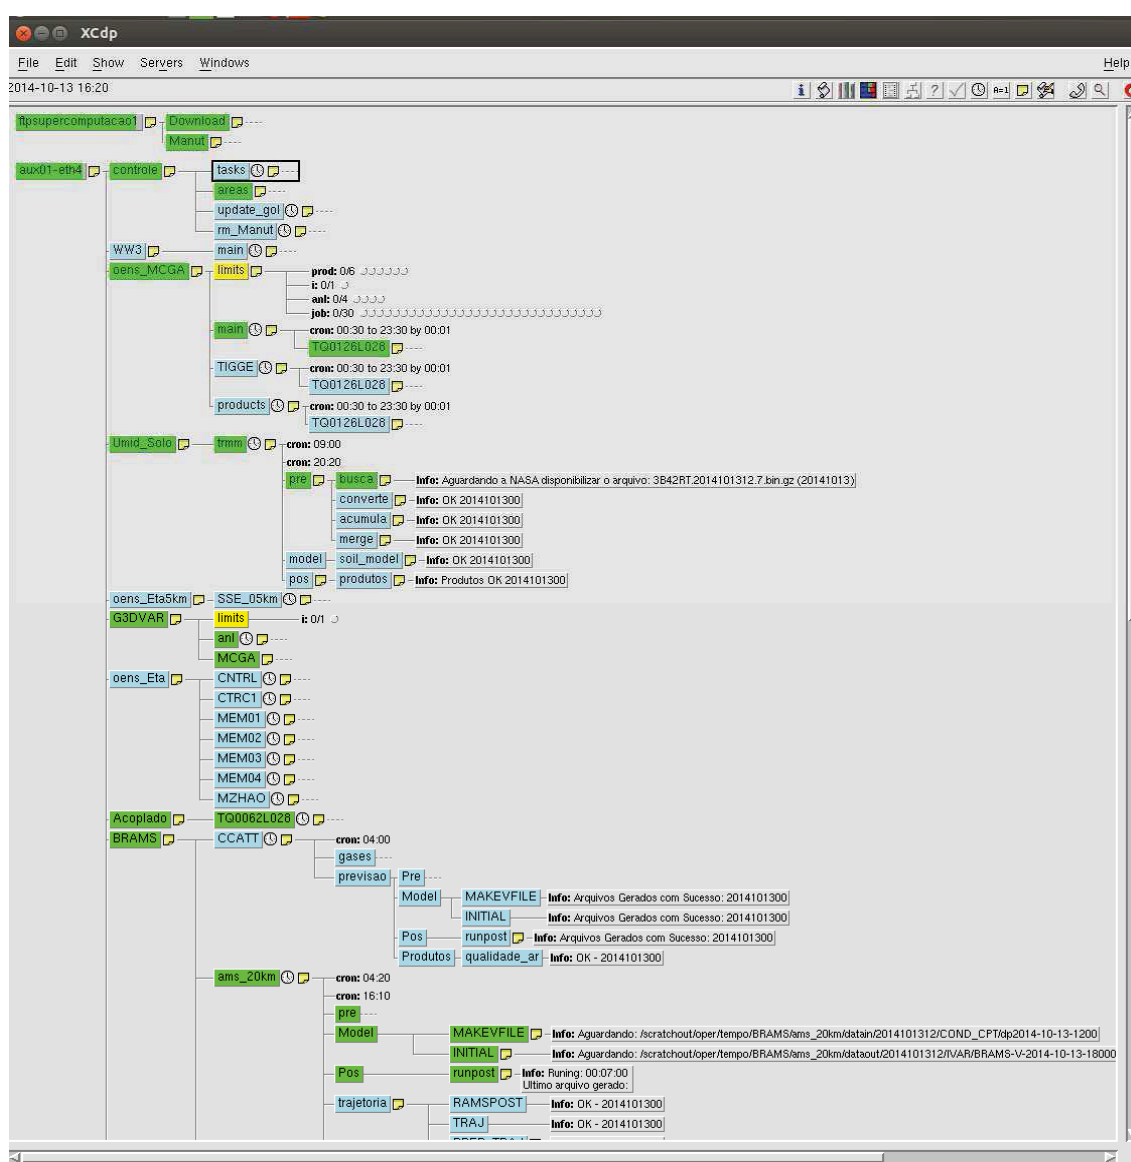 XCdp
File Edit Show Servers Windows Help
2014-10-13 16:20
ftpsupercomputacao1 Download
Manut
aux01-eth4 controle tasks
areas
update_gol
rm_Manut
WW3 main
oens_MCGA limits prod: 0/6
i: 0/1
anl: 0/4
job: 0/30
main cron: 00:30 to 23:30 by 00:01
TQ0126L028
TIGGE cron: 00:30 to 23:30 by 00:01
TQ0126L028
products cron: 00:30 to 23:30 by 00:01
TQ0126L028
Umid_Solo trmm cron: 09:00
cron: 20:20
pre busca Info: Aguardando a NASA disponibilizar o arquivo: 3B42RT.2014101312.7.bin.gz (20141013)
converte Info: OK 2014101300
acumula Info: OK 2014101300
merge Info: OK 2014101300
model soil_model Info: OK 2014101300
pos produtos Info: Produtos OK 2014101300
oens_Eta5km SSE_05km
G3DVAR limits i: 0/1
anl
MCGA
oens_Eta CNTRL
CTRC1
MEM01
MEM02
MEM03
MEM04
MZHAO
Acoplado TQ0062L028
BRAMS CCATT cron: 04:00
gases
previsao Pre
Model MAKEVFILE Info: Arquivos Gerados com Sucesso: 2014101300
INITIAL Info: Arquivos Gerados com Sucesso: 2014101300
Pos runpost Info: Arquivos Gerados com Sucesso: 2014101300
Produtos qualidade_ar Info: OK - 2014101300
ams_20km cron: 04:20
cron: 16:10
pre
Model MAKEVFILE Info: Aguardando: /scratchout/oper/tempo/BRAMS/ams_20km/datain/2014101312/COND_CPT/dp2014-10-13-1200
INITIAL Info: Aguardando: /scratchout/oper/tempo/BRAMS/ams_20km/dataout/2014101312/IVAR/BRAMS-V-2014-10-13-18000
Pos runpost Info: Runing: 00:07:00
Ultimo arquivo gerado:
trajetoria RAMSPOST Info: OK - 2014101300
TRAJ Info: OK - 2014101300